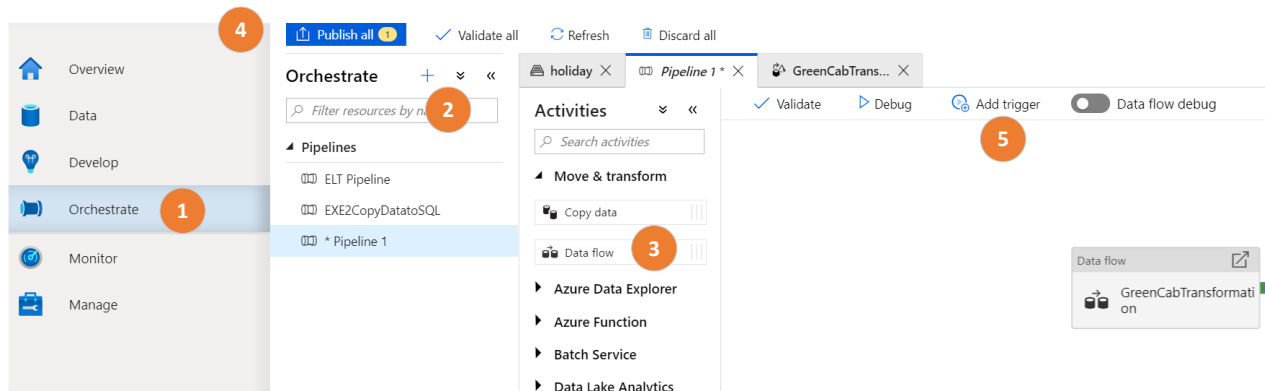 4
Publish all 1
Validate all
Refresh
Discard all
Overview
Data
Develop
Orchestrate
1
Monitor
Manage
Orchestrate
Filter resources by n
2
Pipelines
ELT Pipeline
EXE2CopyDatatoSQL
* Pipeline 1
holiday
Pipeline 1 *
GreenCabTrans...
Activities
Search activities
Move & transform
Copy data
Data flow
3
Azure Data Explorer
Azure Function
Batch Service
Data Lake Analytics
Validate
Debug
Add trigger
Data flow debug
5
Data flow
GreenCabTransformati
on